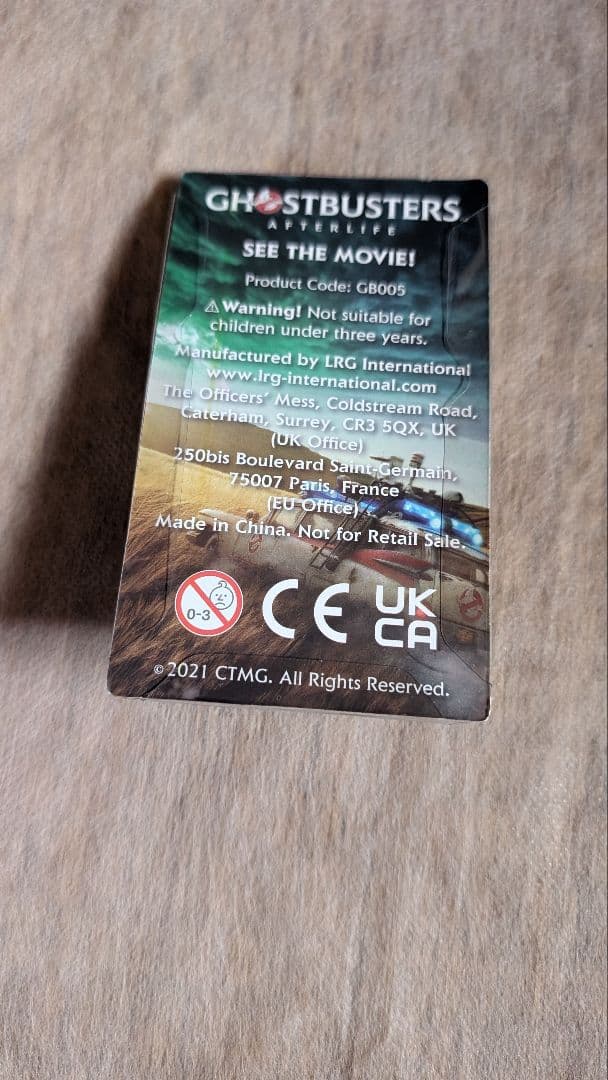 GHOSTBUSTERS
AFTERLIFE
SEE THE MOVIE!
Product Code: GB005
⚠Warning! Not suitable for
children under three years.
Manufactured by LRG International
www.lrg-international.com
The Officers' Mess, Coldstream Road,
Caterham, Surrey, CR3 5QX, UK
(UK Office)
250bis Boulevard Saint-Germain,
75007 Paris, France
(EU Office)
Made in China. Not for Retail Sale.
0-3 CE UK
CA
©2021 CTMG. All Rights Reserved.